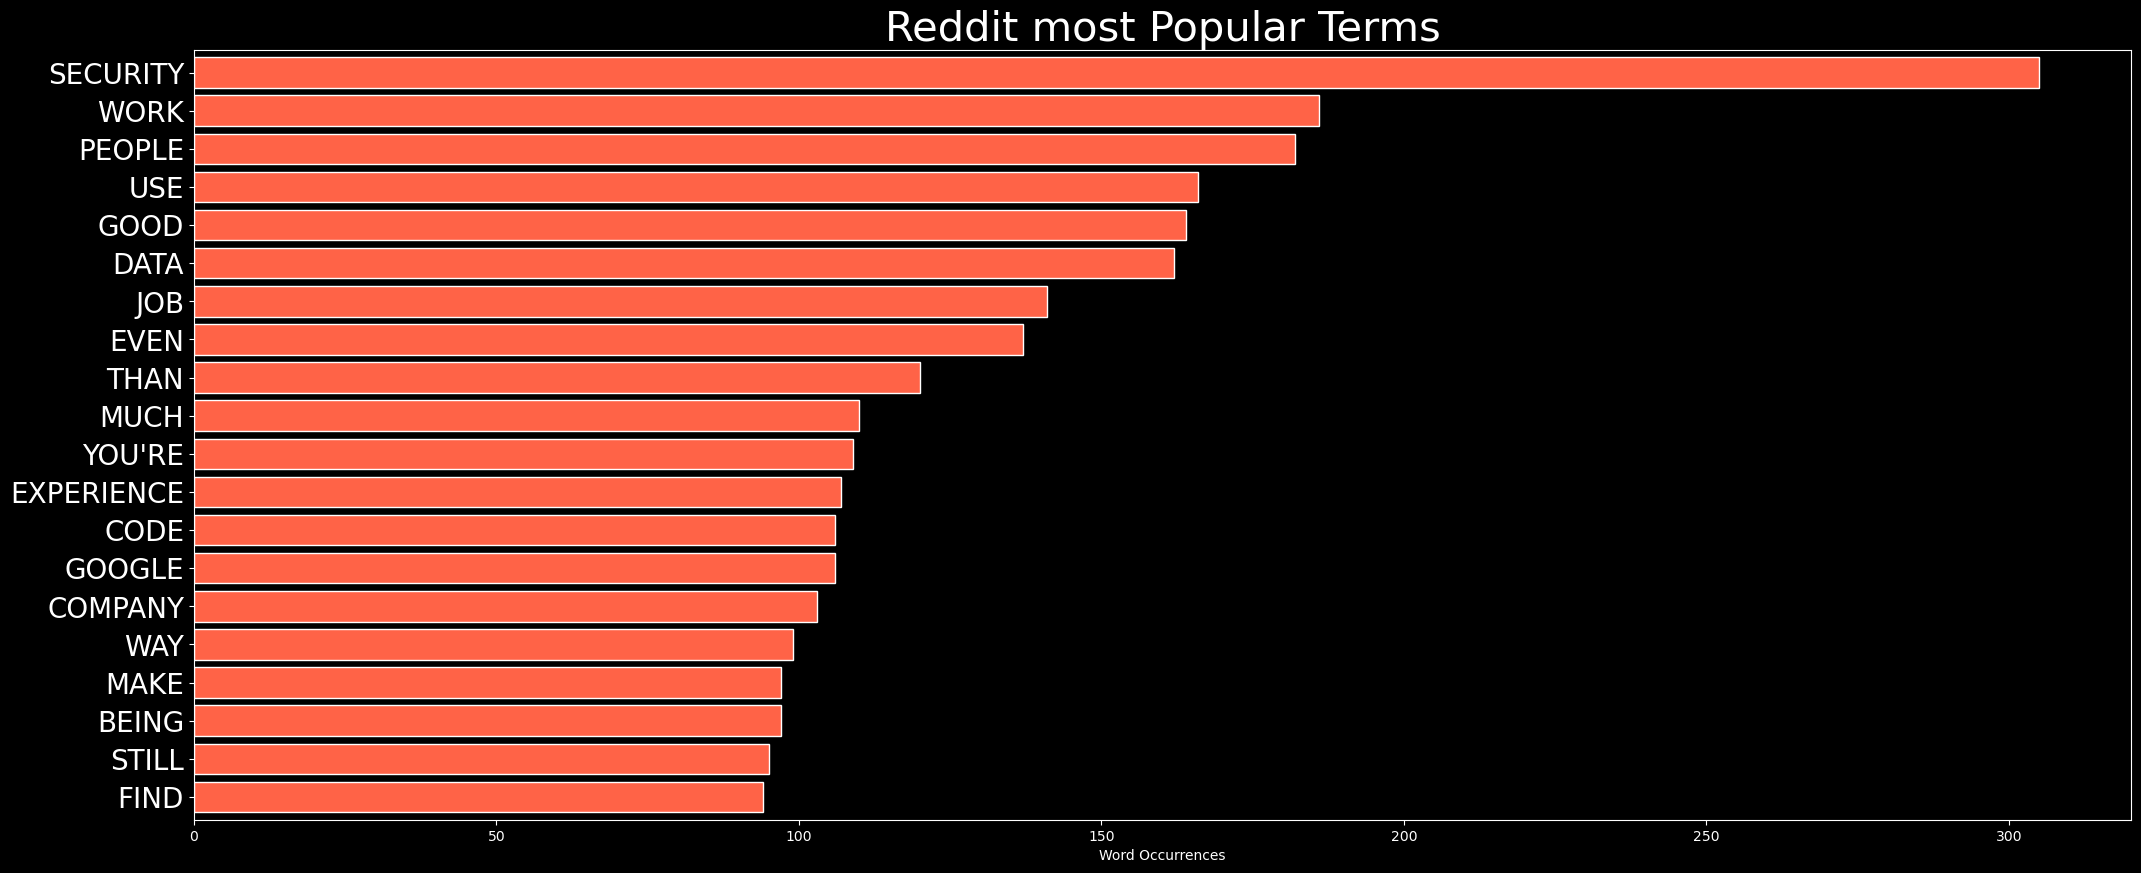 Reddit most Popular Terms
SECURITY
WORK
PEOPLE
USE
GOOD
DATA
JOB
EVEN
THAN
MUCH
YOU'RE
EXPERIENCE
CODE
GOOGLE
COMPANY
WAY
MAKE
BEING
STILL
FIND
0 50 100 150 200 250 300
Word Occurrences